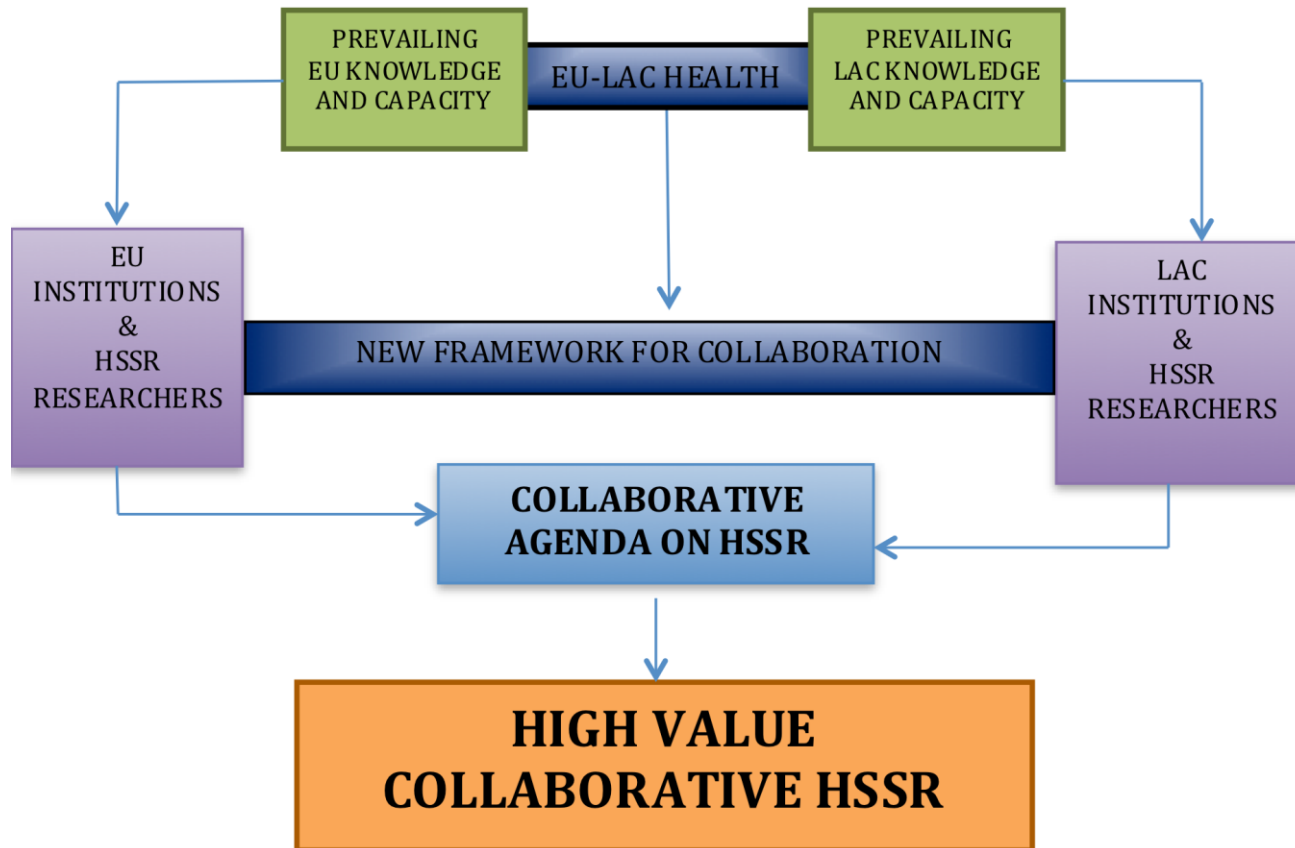 PREVAILING
EU KNOWLEDGE
AND CAPACITY
EU-LAC HEALTH
PREVAILING
LAC KNOWLEDGE
AND CAPACITY
EU
INSTITUTIONS
&
HSSR
RESEARCHERS
NEW FRAMEWORK FOR COLLABORATION
LAC
INSTITUTIONS
&
HSSR
RESEARCHERS
COLLABORATIVE
AGENDA ON HSSR
HIGH VALUE
COLLABORATIVE HSSR